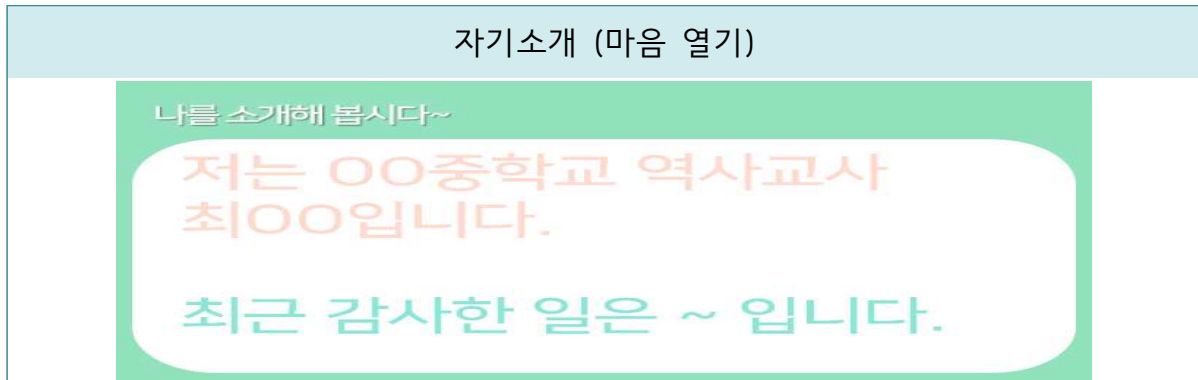 자기소개 (마음 열기)
나를 소개해 봅시다~
저는 OO중학교 역사교사
최OO입니다.
최근 감사한 일은 ~ 입니다.